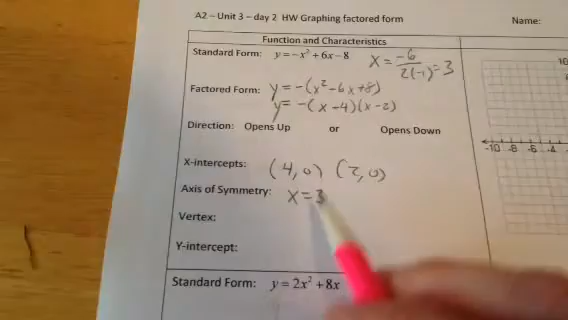 A2 – Unit 3 – day 2 HW Graphing factored form Name:
Function and Characteristics
Standard Form: y = -x² + 6x - 8 x = -6 / 2(-1) = 3
Factored Form: y = -(x² - 6x + 8)
y = -(x - 4)(x - 2)
Direction: Opens Up or Opens Down
X-intercepts: (4, 0) (2, 0)
Axis of Symmetry: x = 3
Vertex:
Y-intercept:
Standard Form: y = 2x² + 8x
10
-10 -8 -6 -4